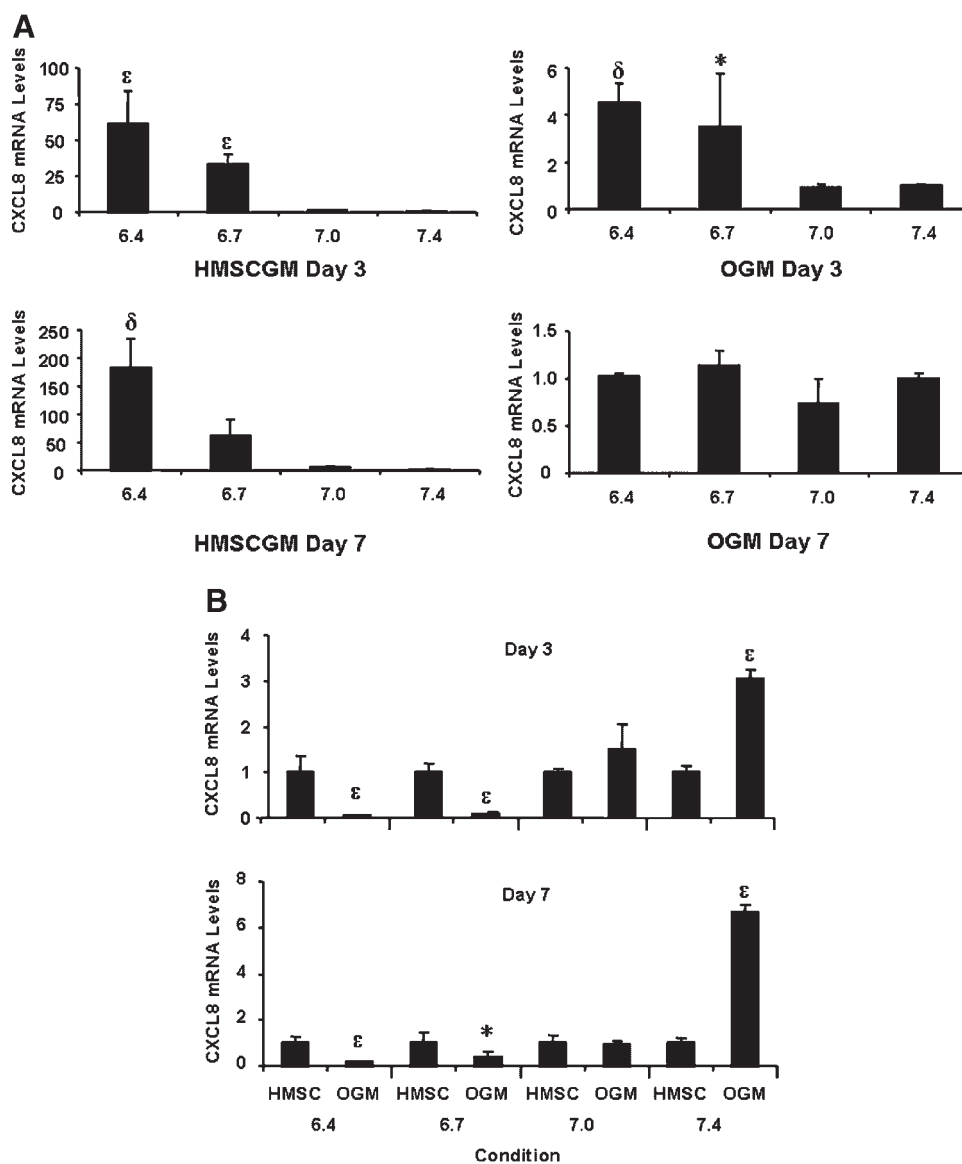 A
CXCL8 mRNA Levels
100
75
50
25
0
ε
ε
6.4 6.7 7.0 7.4
HMSCGM Day 3
CXCL8 mRNA Levels
6
4
2
0
δ
*
6.4 6.7 7.0 7.4
OGM Day 3
CXCL8 mRNA Levels
250
200
150
100
50
0
δ
6.4 6.7 7.0 7.4
HMSCGM Day 7
CXCL8 mRNA Levels
1.5
1.0
0.5
0
6.4 6.7 7.0 7.4
OGM Day 7
B
CXCL8 mRNA Levels
4
3
2
1
0
Day 3
ε
ε
ε
CXCL8 mRNA Levels
8
6
4
2
0
Day 7
ε
*
ε
HMSC OGM HMSC OGM HMSC OGM HMSC OGM
6.4 6.7 7.0 7.4
Condition